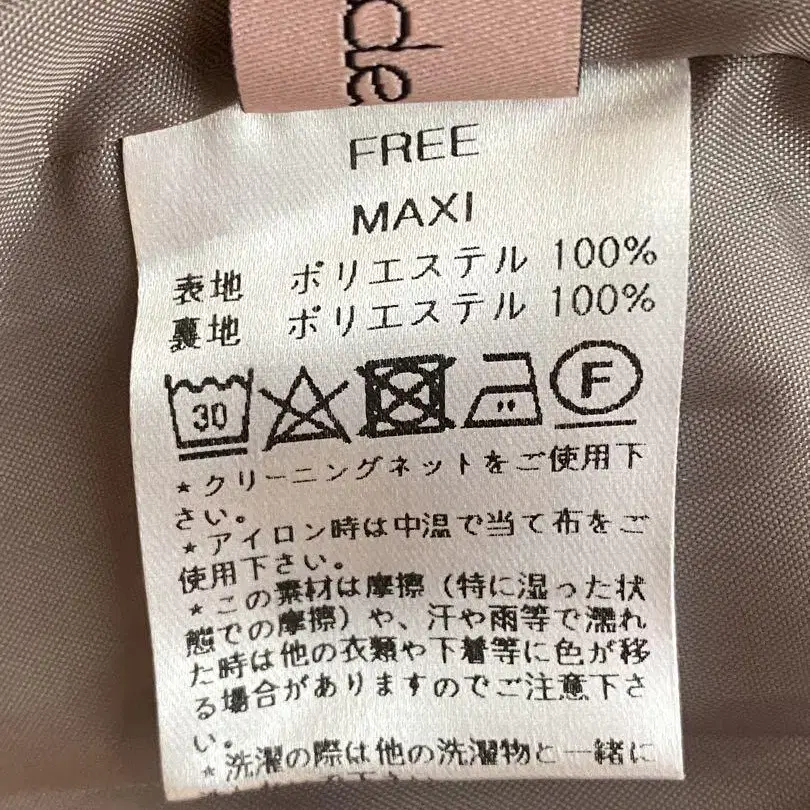 de
FREE
MAXI
表地 ポリエステル 100%
裏地 ポリエステル 100%
30 F
*クリーニングネットをご使用下
さい。
*アイロン時は中温で当て布をご
使用下さい。
*この素材は摩擦(特に湿った状
態での摩擦)や、汗や雨等で濡れ
た時は他の衣類や下着等に色が移
る場合がありますのでご注意下さ
い。
*洗濯の際は他の洗濯物と一緒に